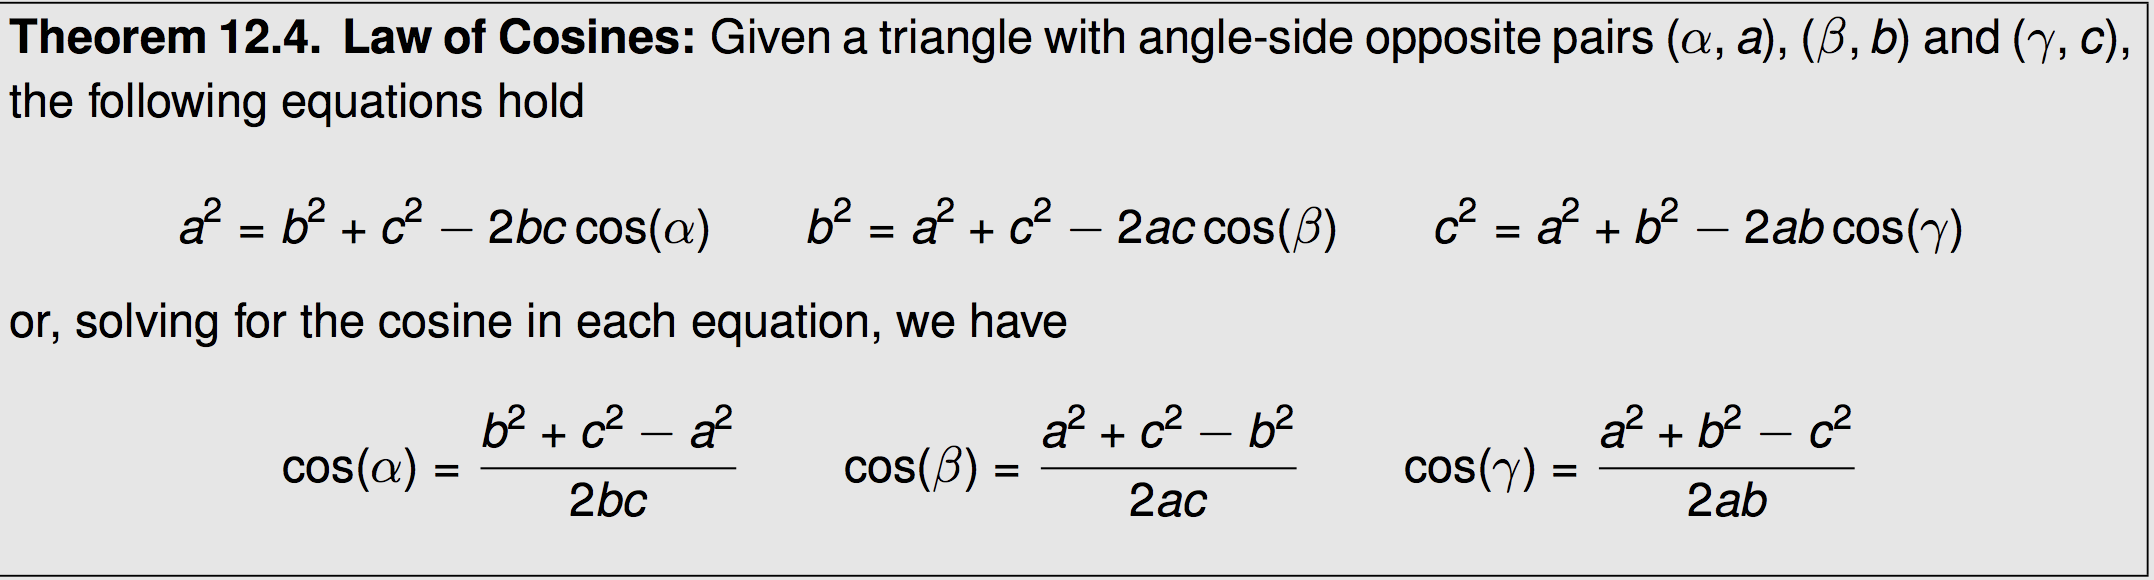 Theorem 12.4. Law of Cosines: Given a triangle with angle-side opposite pairs (α, a), (β, b) and (γ, c),
the following equations hold
a² = b² + c² − 2bc cos(α) b² = a² + c² − 2ac cos(β) c² = a² + b² − 2ab cos(γ)
or, solving for the cosine in each equation, we have
cos(α) = (b² + c² − a²)/(2bc) cos(β) = (a² + c² − b²)/(2ac) cos(γ) = (a² + b² − c²)/(2ab)